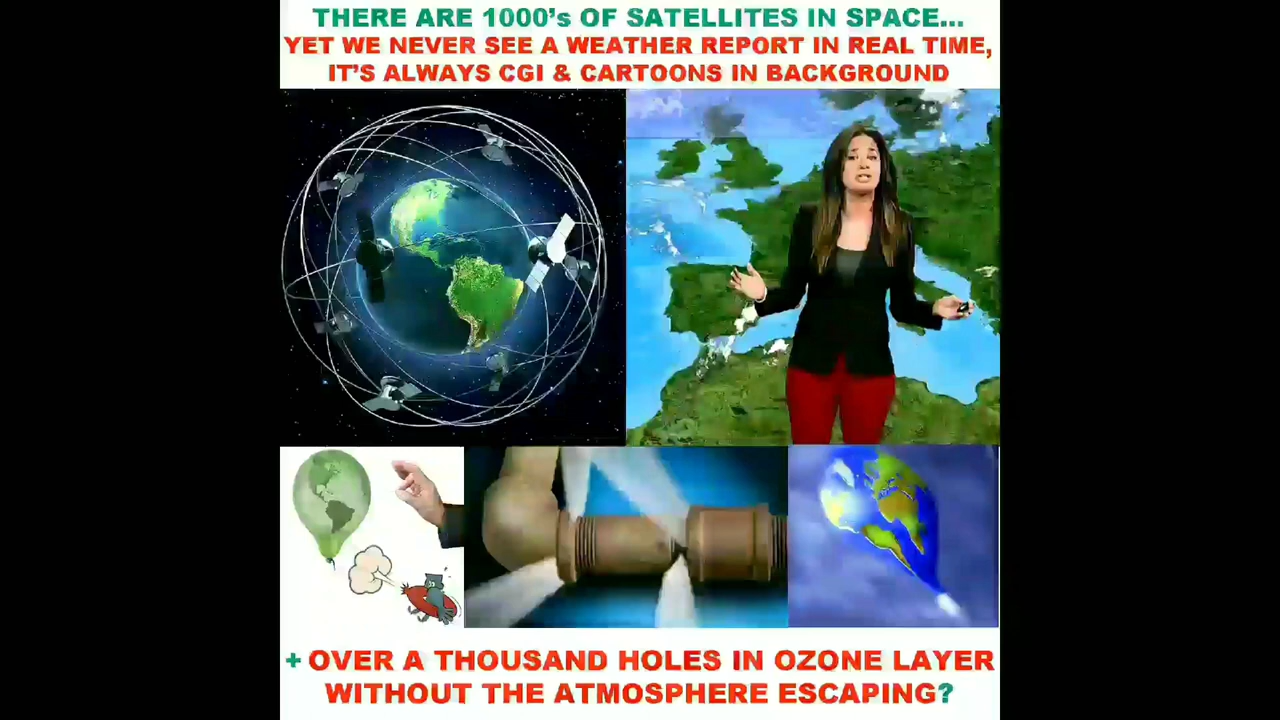 THERE ARE 1000's OF SATELLITES IN SPACE...
YET WE NEVER SEE A WEATHER REPORT IN REAL TIME,
IT'S ALWAYS CGI & CARTOONS IN BACKGROUND
+ OVER A THOUSAND HOLES IN OZONE LAYER
WITHOUT THE ATMOSPHERE ESCAPING?